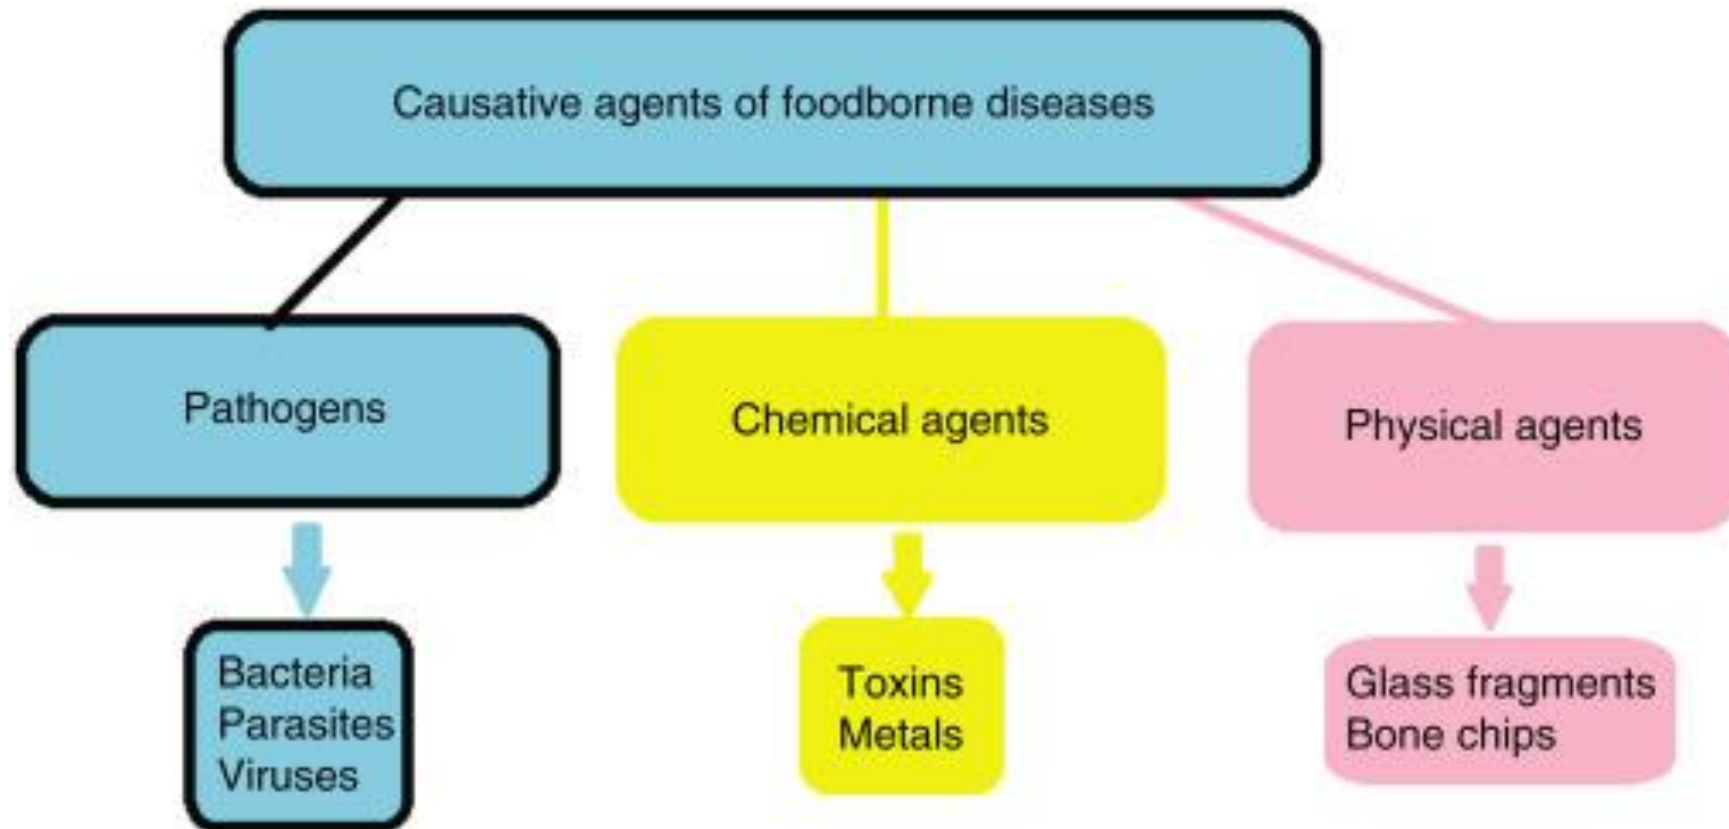 Causative agents of foodborne diseases
Pathogens
Chemical agents
Physical agents
Bacteria
Parasites
Viruses
Toxins
Metals
Glass fragments
Bone chips